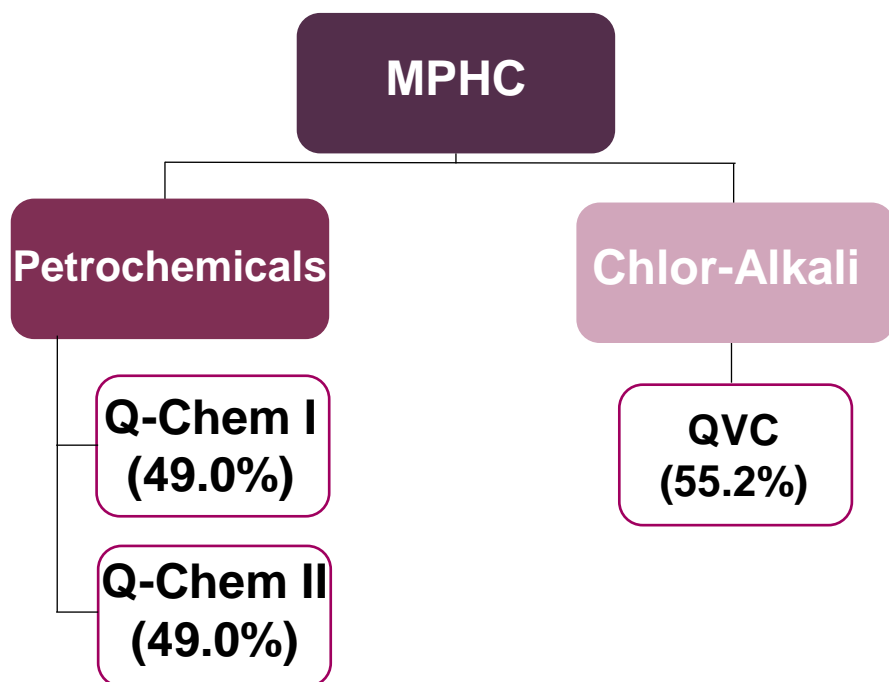 MPHC
Petrochemicals
Chlor-Alkali
Q-Chem I
(49.0%)
QVC
(55.2%)
Q-Chem II
(49.0%)